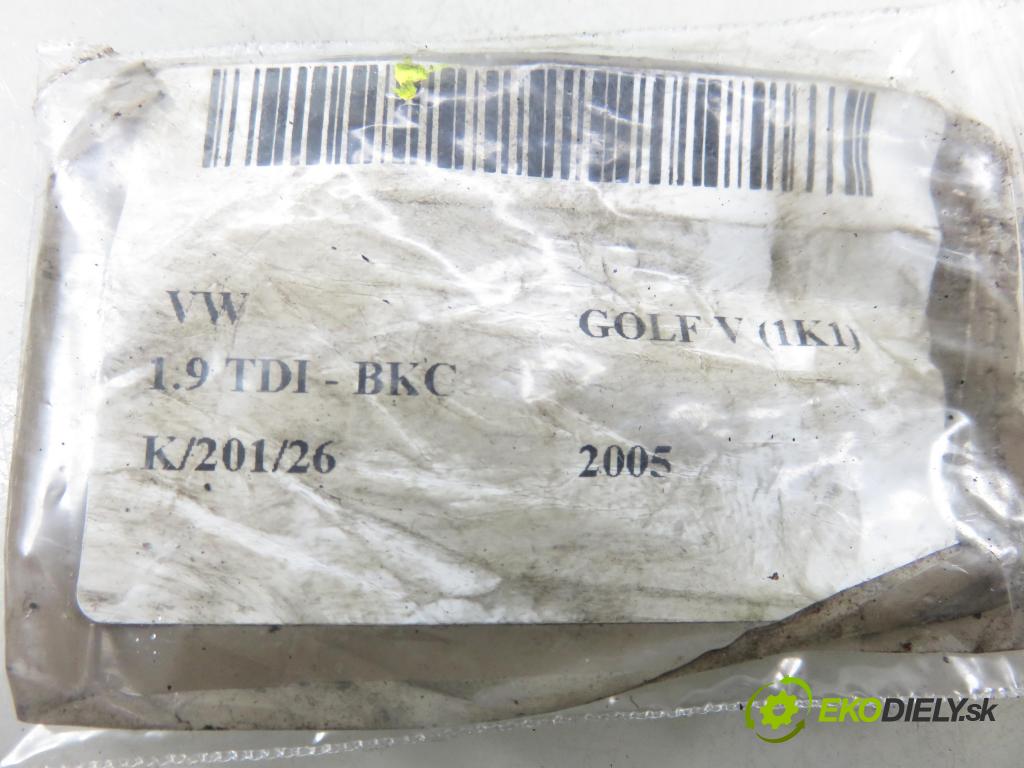 VW GOLF V (1K1)
1.9 TDI - BKC
K/201/26 2005
EKODIELY.sk